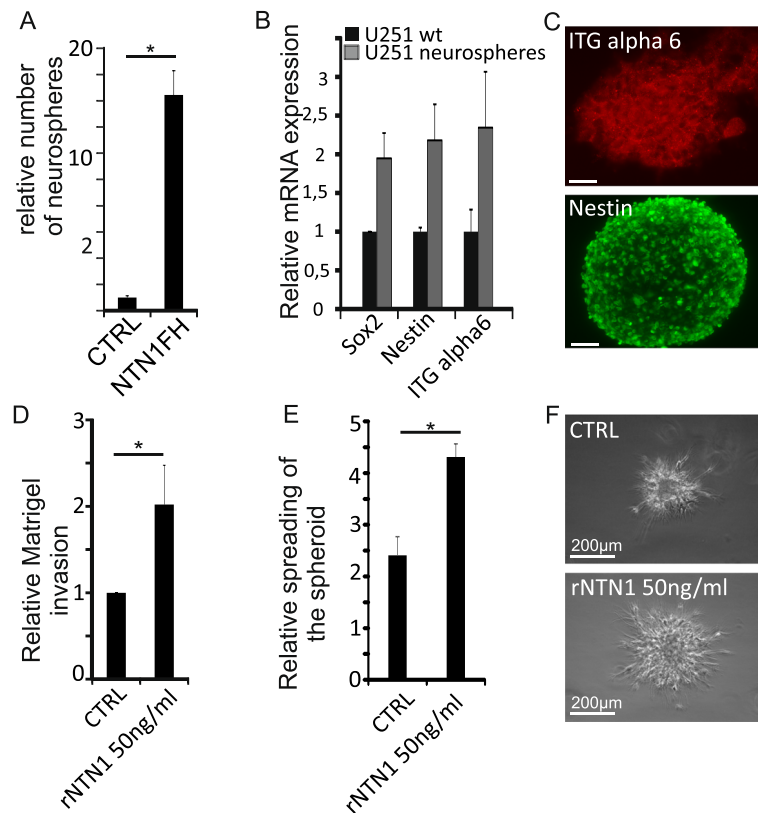 A
relative number
of neurospheres
20
10
2
*
CTRL
NTN1FH
B
U251 wt
U251 neurospheres
Relative mRNA expression
3
2,5
2
1,5
1
0,5
0
Sox2
Nestin
ITG alpha6
C
ITG alpha 6
Nestin
D
Relative Matrigel
invasion
3
2
1
0
*
CTRL
rNTN1 50ng/ml
E
Relative spreading of
the spheroid
5
4
3
2
1
0
*
CTRL
rNTN1 50ng/ml
F
CTRL
200µm
rNTN1 50ng/ml
200µm